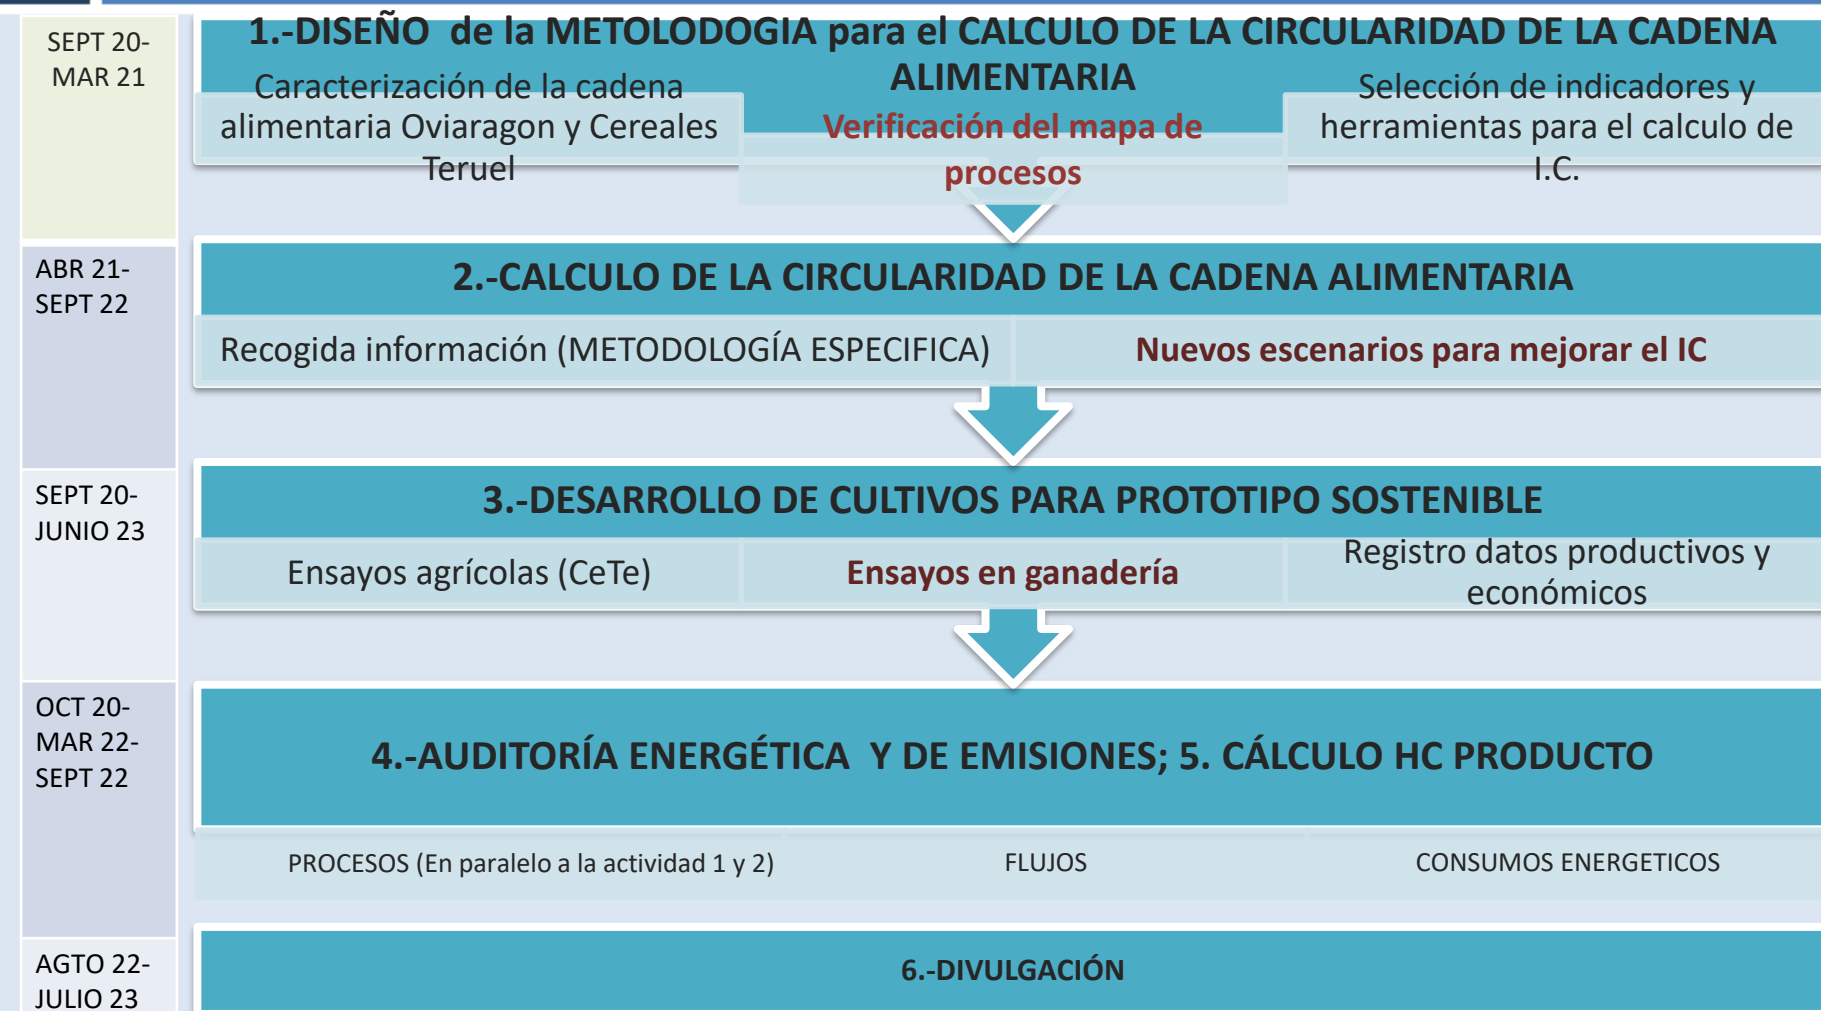 SEPT 20-
MAR 21
1.-DISEÑO de la METOLODOGIA para el CALCULO DE LA CIRCULARIDAD DE LA CADENA
ALIMENTARIA
Caracterización de la cadena
alimentaria Oviaragon y Cereales
Teruel
Verificación del mapa de
procesos
Selección de indicadores y
herramientas para el calculo de
I.C.
ABR 21-
SEPT 22
2.-CALCULO DE LA CIRCULARIDAD DE LA CADENA ALIMENTARIA
Recogida información (METODOLOGÍA ESPECIFICA)
Nuevos escenarios para mejorar el IC
SEPT 20-
JUNIO 23
3.-DESARROLLO DE CULTIVOS PARA PROTOTIPO SOSTENIBLE
Ensayos agrícolas (CeTe)
Ensayos en ganadería
Registro datos productivos y
económicos
OCT 20-
MAR 22-
SEPT 22
4.-AUDITORÍA ENERGÉTICA Y DE EMISIONES; 5. CÁLCULO HC PRODUCTO
PROCESOS (En paralelo a la actividad 1 y 2)
FLUJOS
CONSUMOS ENERGETICOS
AGTO 22-
JULIO 23
6.-DIVULGACIÓN